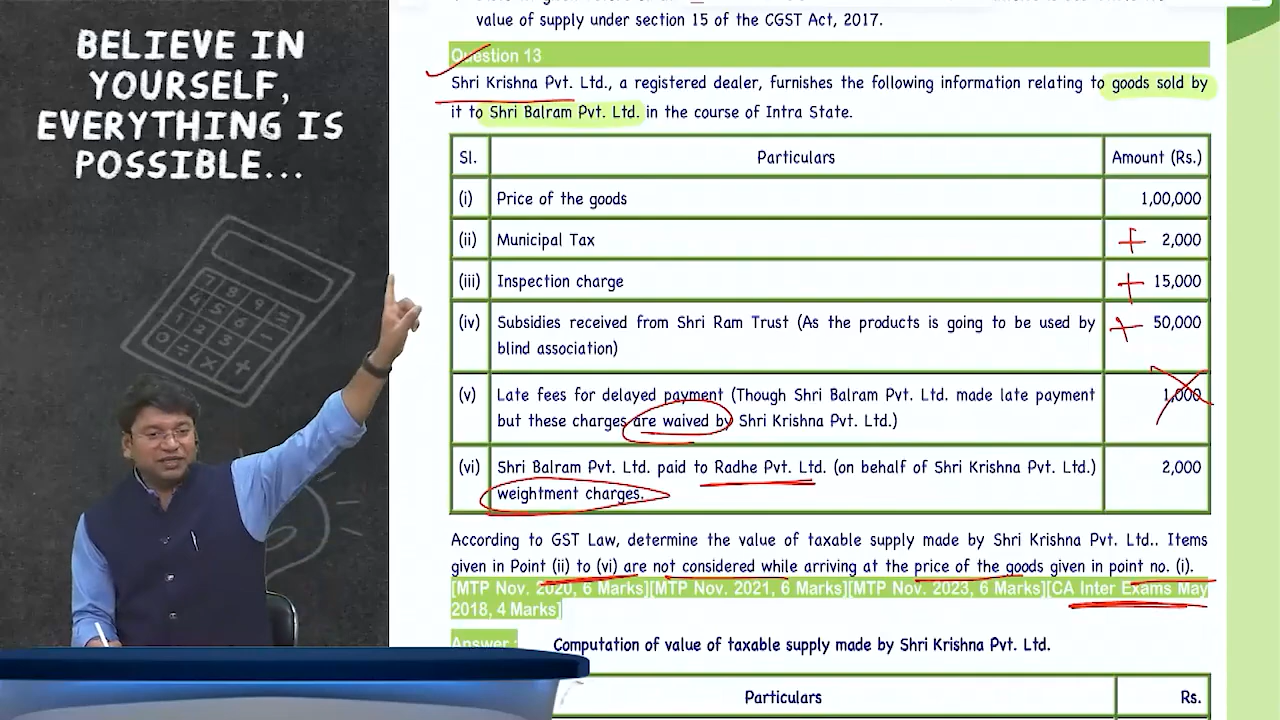 BELIEVE IN
YOURSELF,
EVERYTHING IS
POSSIBLE...
value of supply under section 15 of the CGST Act, 2017.
Question 13
Shri Krishna Pvt. Ltd., a registered dealer, furnishes the following information relating to goods sold by
it to Shri Balram Pvt. Ltd. in the course of Intra State.
Sl. Particulars Amount (Rs.)
(i) Price of the goods 1,00,000
(ii) Municipal Tax + 2,000
(iii) Inspection charge + 15,000
(iv) Subsidies received from Shri Ram Trust (As the products is going to be used by + 50,000
blind association)
(v) Late fees for delayed payment (Though Shri Balram Pvt. Ltd. made late payment 1,000
but these charges are waived by Shri Krishna Pvt. Ltd.)
(vi) Shri Balram Pvt. Ltd. paid to Radhe Pvt. Ltd. (on behalf of Shri Krishna Pvt. Ltd.) 2,000
weightment charges.
According to GST Law, determine the value of taxable supply made by Shri Krishna Pvt. Ltd.. Items
given in Point (ii) to (vi) are not considered while arriving at the price of the goods given in point no. (i).
[MTP Nov. 2020, 6 Marks][MTP Nov. 2021, 6 Marks][MTP Nov. 2023, 6 Marks][CA Inter Exams May
2018, 4 Marks]
Answer : Computation of value of taxable supply made by Shri Krishna Pvt. Ltd.
Particulars Rs.